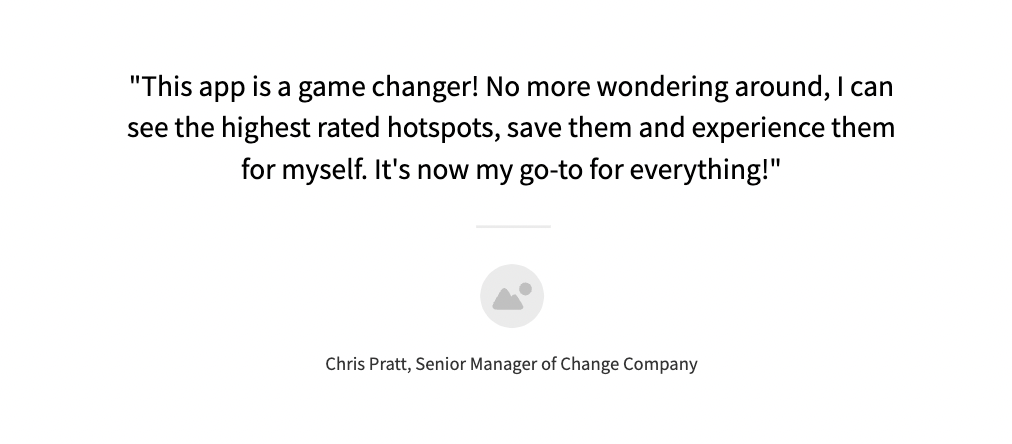 "This app is a game changer! No more wondering around, I can
see the highest rated hotspots, save them and experience them
for myself. It's now my go-to for everything!"
Chris Pratt, Senior Manager of Change Company